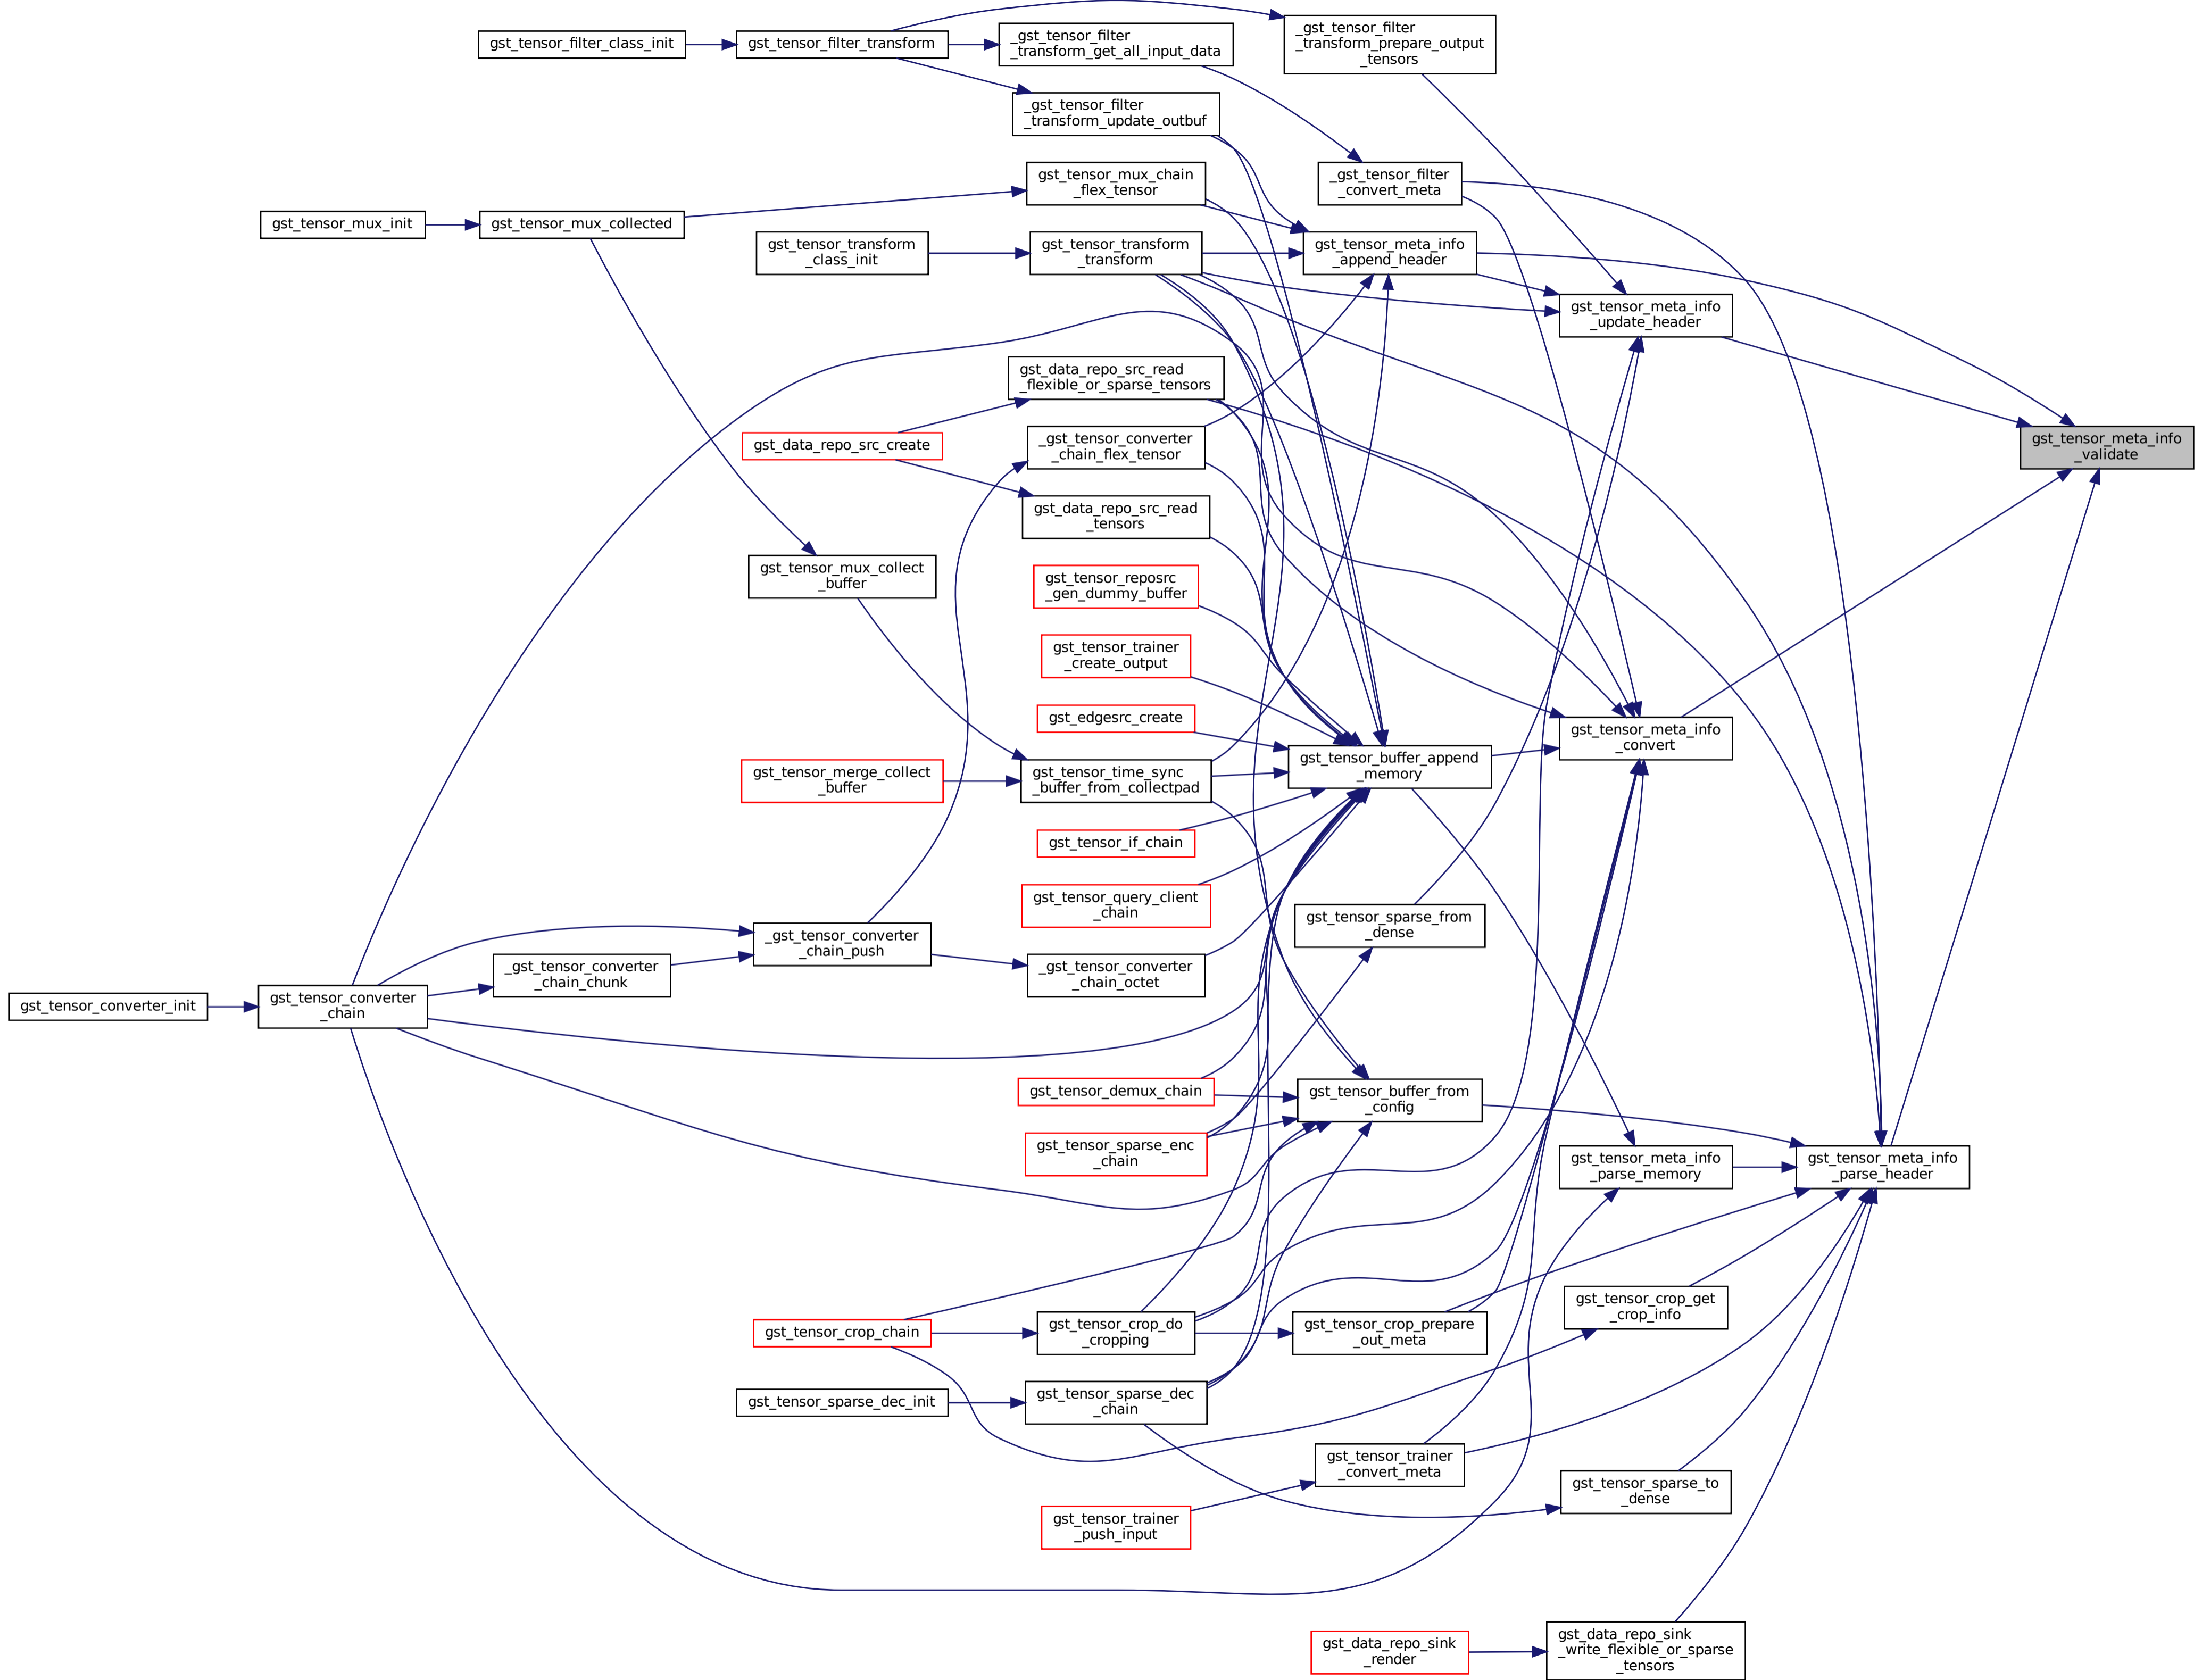 gst_tensor_filter_class_init
gst_tensor_filter_transform
_gst_tensor_filter
_transform_get_all_input_data
_gst_tensor_filter
_transform_prepare_output
_tensors
_gst_tensor_filter
_transform_update_outbuf
gst_tensor_mux_chain
_flex_tensor
_gst_tensor_filter
_convert_meta
gst_tensor_mux_init
gst_tensor_mux_collected
gst_tensor_transform
_class_init
gst_tensor_transform
_transform
gst_tensor_meta_info
_append_header
gst_tensor_meta_info
_update_header
gst_data_repo_src_read
_flexible_or_sparse_tensors
gst_data_repo_src_create
_gst_tensor_converter
_chain_flex_tensor
gst_tensor_meta_info
_validate
gst_data_repo_src_read
_tensors
gst_tensor_mux_collect
_buffer
gst_tensor_reposrc
_gen_dummy_buffer
gst_tensor_trainer
_create_output
gst_edgesrc_create
gst_tensor_meta_info
_convert
gst_tensor_buffer_append
_memory
gst_tensor_merge_collect
_buffer
gst_tensor_time_sync
_buffer_from_collectpad
gst_tensor_if_chain
gst_tensor_query_client
_chain
gst_tensor_sparse_from
_dense
_gst_tensor_converter
_chain_push
_gst_tensor_converter
_chain_chunk
_gst_tensor_converter
_chain_octet
gst_tensor_converter_init
gst_tensor_converter
_chain
gst_tensor_demux_chain
gst_tensor_buffer_from
_config
gst_tensor_sparse_enc
_chain
gst_tensor_meta_info
_parse_memory
gst_tensor_meta_info
_parse_header
gst_tensor_crop_get
_crop_info
gst_tensor_crop_chain
gst_tensor_crop_do
_cropping
gst_tensor_crop_prepare
_out_meta
gst_tensor_sparse_dec_init
gst_tensor_sparse_dec
_chain
gst_tensor_trainer
_convert_meta
gst_tensor_sparse_to
_dense
gst_tensor_trainer
_push_input
gst_data_repo_sink
_render
gst_data_repo_sink
_write_flexible_or_sparse
_tensors